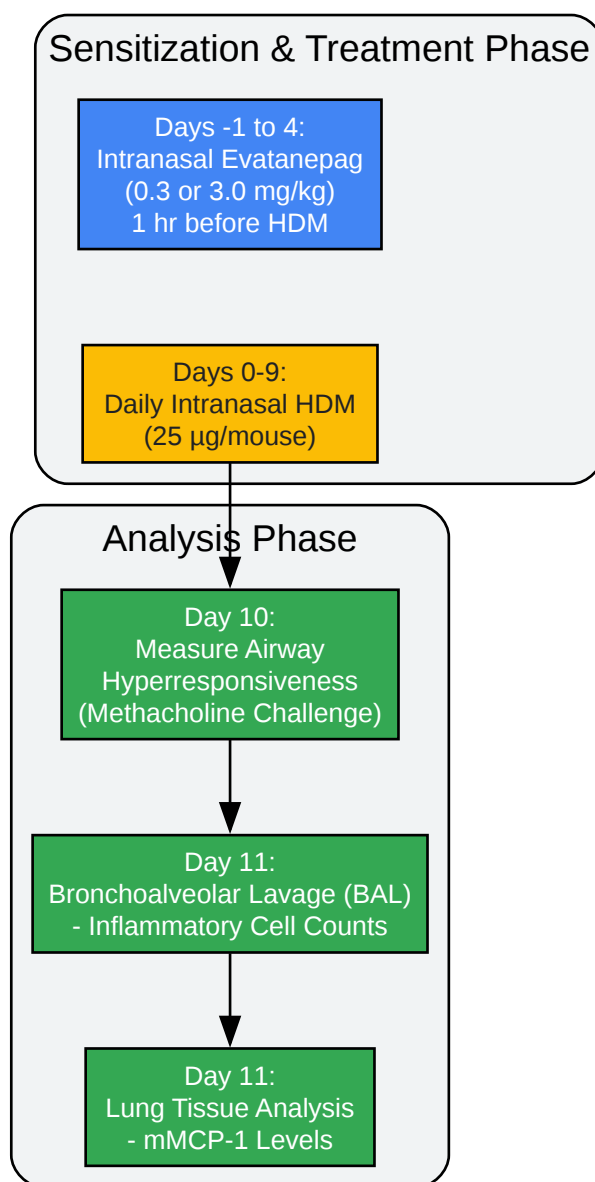 Sensitization & Treatment Phase
Days -1 to 4:
Intranasal Evatanepag
(0.3 or 3.0 mg/kg)
1 hr before HDM
Days 0-9:
Daily Intranasal HDM
(25 µg/mouse)
Analysis Phase
Day 10:
Measure Airway
Hyperresponsiveness
(Methacholine Challenge)
Day 11:
Bronchoalveolar Lavage (BAL)
- Inflammatory Cell Counts
Day 11:
Lung Tissue Analysis
- mMCP-1 Levels